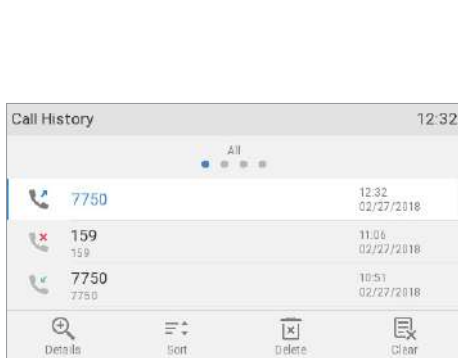 Call History 12:32
All
7750 12:32
02/27/2018
159 11:06
159 02/27/2018
7750 10:51
7750 02/27/2018
Details Sort Delete Clear